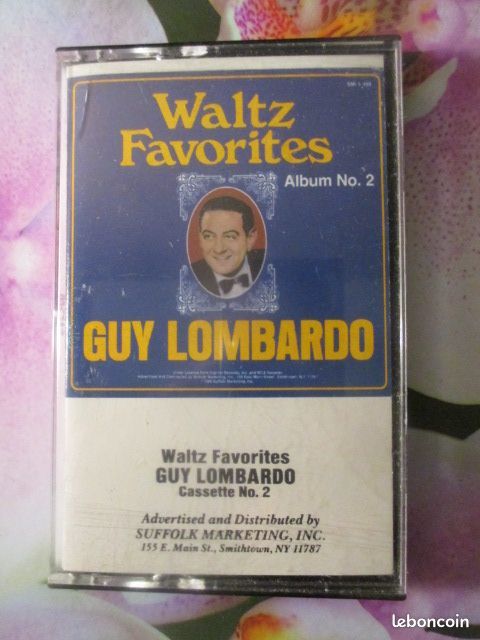 Waltz
Favorites
Album No. 2
GUY LOMBARDO
Waltz Favorites
GUY LOMBARDO
Cassette No. 2
Advertised and Distributed by
SUFFOLK MARKETING, INC.
155 E. Main St., Smithtown, NY 11787
leboncoin